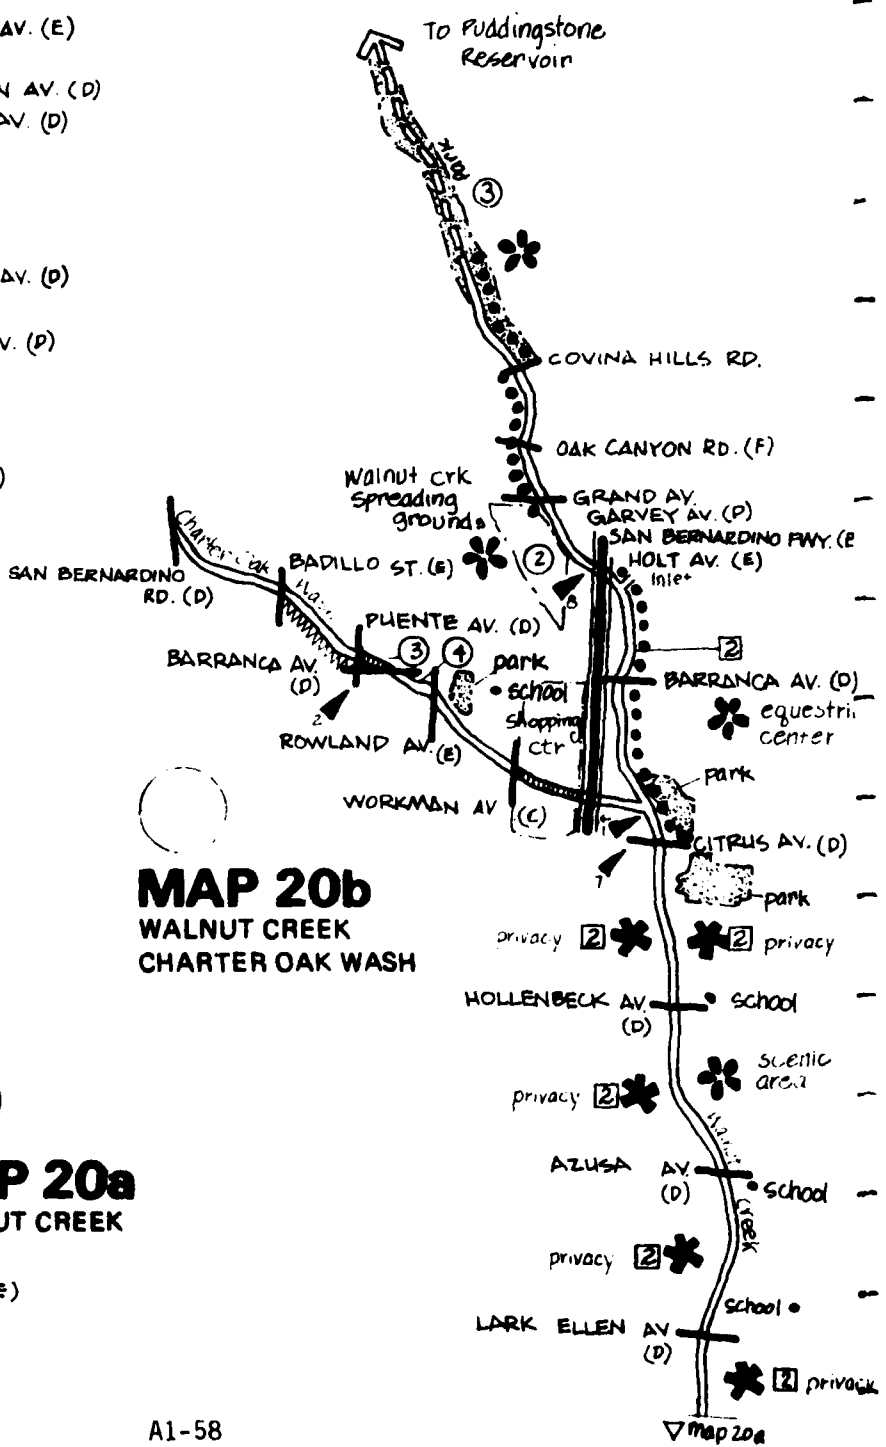 AV. (E)
To Puddingstone
Reservoir
AV. (D)
AV. (D)
Park
3
AV. (D)
V. (D)
COVINA HILLS RD.
OAK CANYON RD. (F)
)
Walnut crk
Spreading
grounds
GRAND AV.
GARVEY AV. (D)
SAN BERNARDINO FWY. (E
HOLT AV. (E)
Inlet
2
8
Charter Oak
Wash
SAN BERNARDINO
RD. (D)
BADILLO ST. (E)
PUENTE AV. (D)
2
BARRANCA AV.
(D)
3
4
park
school
BARRANCA AV. (D)
2
equestri
center
Shopping
ctr
ROWLAND AV. (E)
park
WORKMAN AV (C)
CITRUS AV. (D)
7
MAP 20b
WALNUT CREEK
CHARTER OAK WASH
park
privacy 2
2 privacy
HOLLENBECK AV.
(D)
school
scenic
area
privacy 2
Walnut
Creek
AZUSA AV.
(D)
school
P 20a
UT CREEK
privacy 2
school
LARK ELLEN AV
(D)
2 privacy
A1-58
map 20a